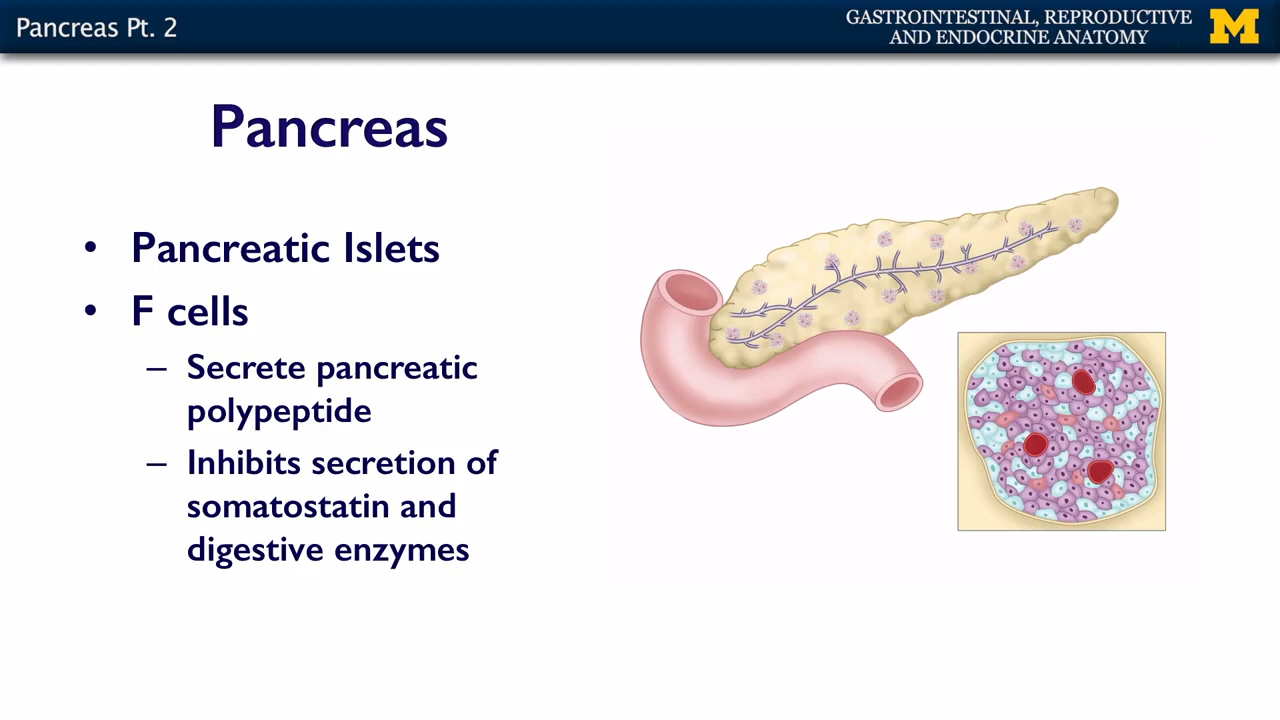 Pancreas Pt. 2
GASTROINTESTINAL, REPRODUCTIVE
AND ENDOCRINE ANATOMY
M
Pancreas
• Pancreatic Islets
• F cells
– Secrete pancreatic
polypeptide
– Inhibits secretion of
somatostatin and
digestive enzymes